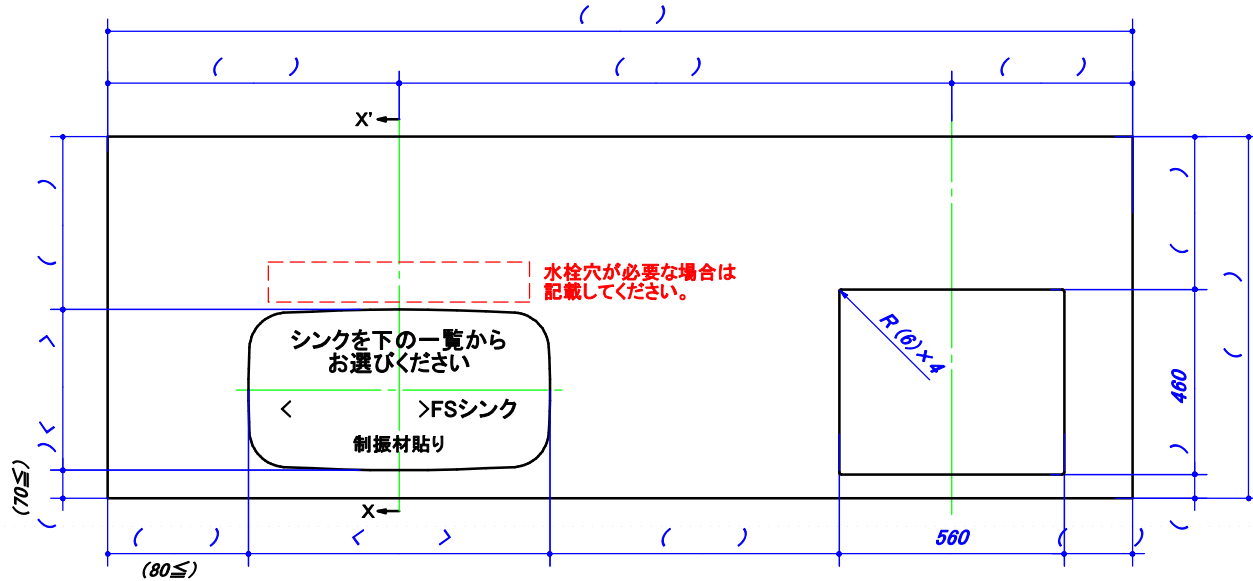 ( )
( ) ( ) ( )
X'
水栓穴が必要な場合は
記載してください。
シンクを下の一覧から
お選びください
< >FSシンク
制振材貼り
R (6)×4
( )
< >
( )
( )
( )
460
( )
(70≦)
X
( ) < > ( ) 560 ( )
(80≦)